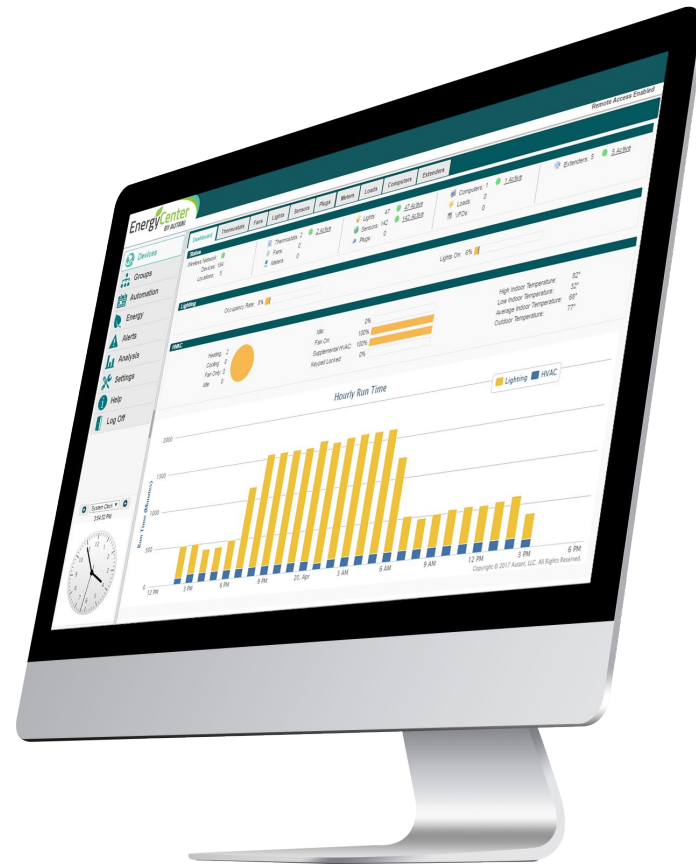 Remote Access Enabled
EnergyCenter
BY AUTANI
Dashboard Thermostats Fans Lights Sensors Plugs Meters Loads Computers Extenders
Devices
Groups
Automation
Energy
Alerts
Analysis
Settings
Help
Log Off
Status
Wireless Network:
Devices: 194
Locations: 1
Thermostats: 2 2 Active
Fans: 0
Meters: 0
Lights: 47 47 Active
Sensors: 142 142 Active
Plugs: 0
Computers: 1 1 Active
Loads: 0
VFDs: 0
Extenders: 5 5 Active
Lighting
Occupancy Rate: 8%
Lights On: 6%
HVAC
Heating: 2
Cooling: 0
Fan Only: 0
Idle: 0
Idle: 0%
Fan On: 100%
Supplemental HVAC: 100%
Keypad Locked: 0%
High Indoor Temperature: 82°
Low Indoor Temperature: 32°
Average Indoor Temperature: 68°
Outdoor Temperature: 77°
Hourly Run Time
Lighting HVAC
Run Time (Minutes)
2000
1500
1000
500
0
12 PM 3 PM 6 PM 9 PM 20. Apr 3 AM 6 AM 9 AM 12 PM 3 PM 6 PM
Copyright © 2017 Autani, LLC. All Rights Reserved.
System Clock
3:54:32 PM